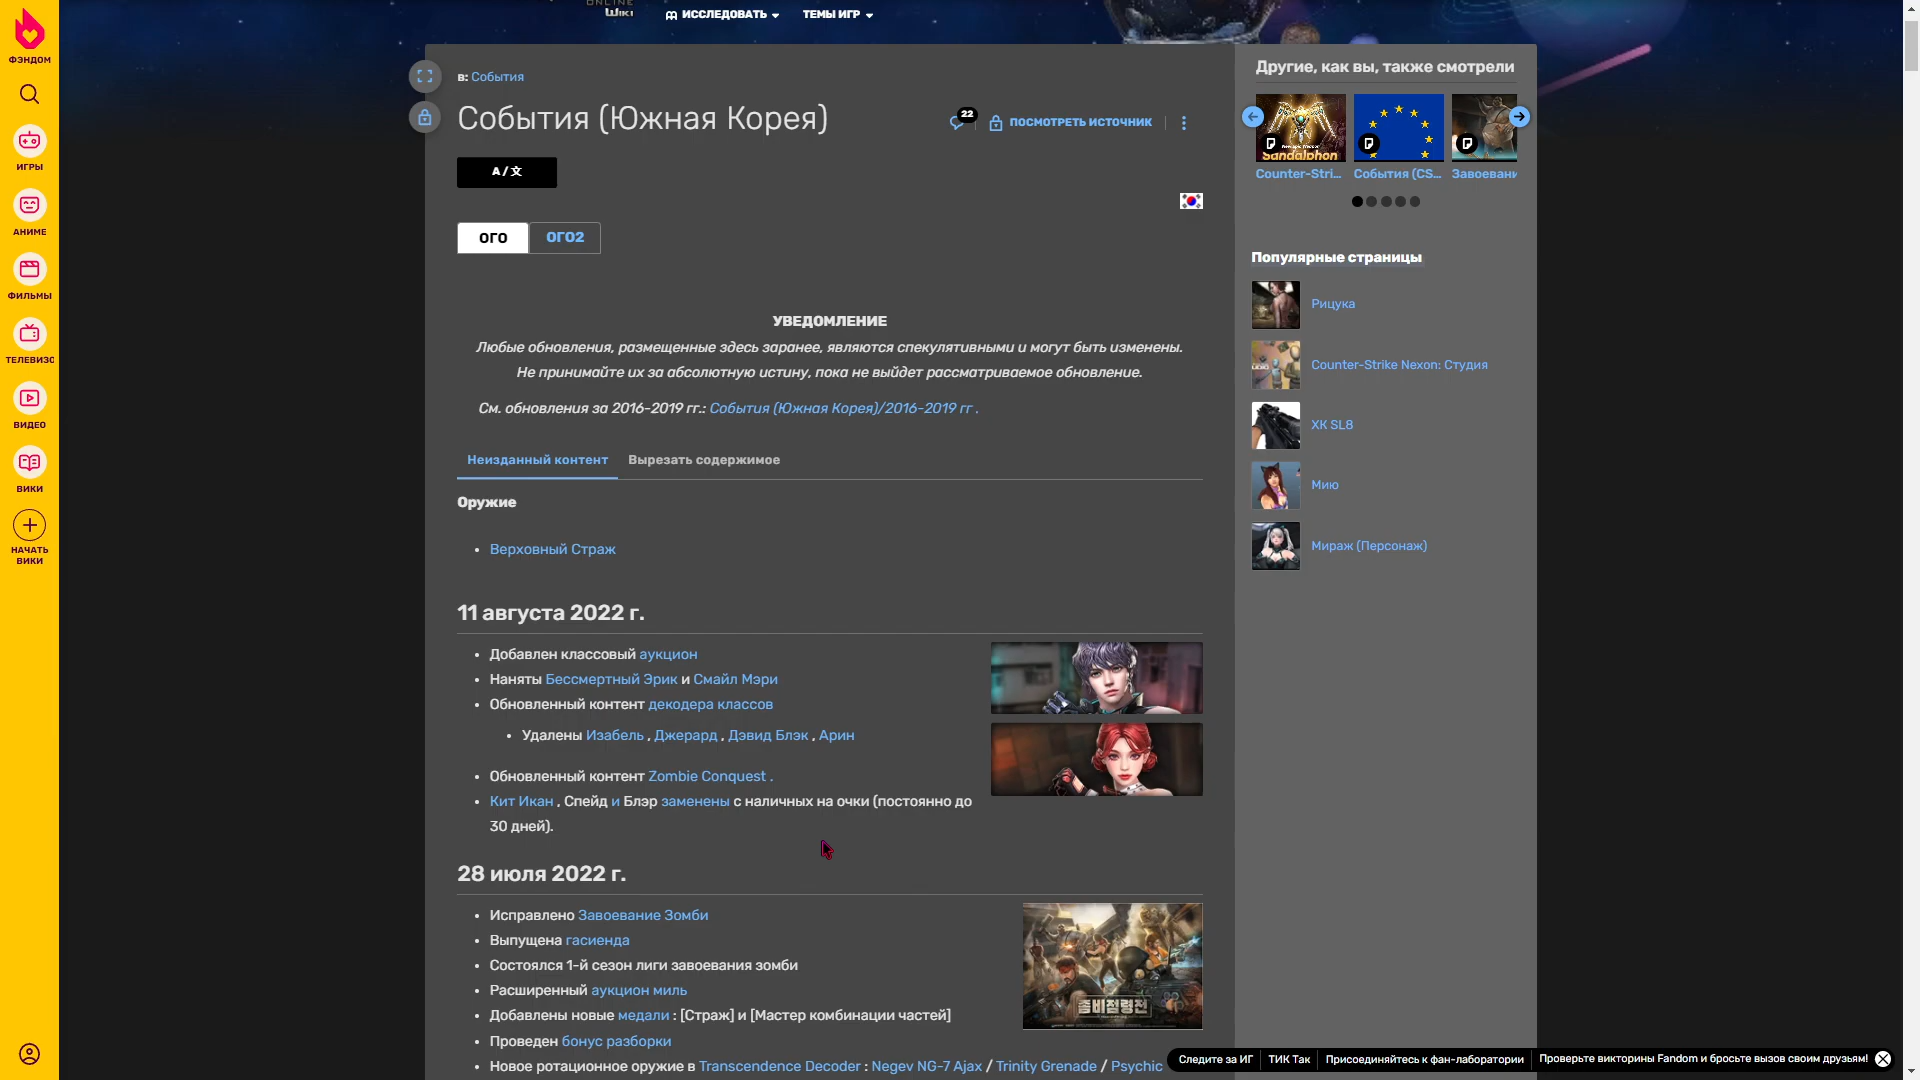 ONLINE
WIKI
ИССЛЕДОВАТЬ
ТЕМЫ ИГР
ФЭНДОМ
ИГРЫ
АНИМЕ
ФИЛЬМЫ
ТЕЛЕВИЗО
ВИДЕО
ВИКИ
НАЧАТЬ
ВИКИ
в: События
События (Южная Корея)
22
ПОСМОТРЕТЬ ИСТОЧНИК
A / 文
ОГО
ОГО2
УВЕДОМЛЕНИЕ
Любые обновления, размещенные здесь заранее, являются спекулятивными и могут быть изменены.
Не принимайте их за абсолютную истину, пока не выйдет рассматриваемое обновление.
См. обновления за 2016-2019 гг.: События (Южная Корея)/2016-2019 гг .
Неизданный контент
Вырезать содержимое
Оружие
• Верховный Страж
11 августа 2022 г.
• Добавлен классовый аукцион
• Наняты Бессмертный Эрик и Смайл Мэри
• Обновленный контент декодера классов
• Удалены Изабель , Джерард , Дэвид Блэк , Арин
• Обновленный контент Zombie Conquest .
• Кит Икан , Спейд и Блэр заменены с наличных на очки (постоянно до
30 дней).
28 июля 2022 г.
• Исправлено Завоевание Зомби
• Выпущена гасиенда
• Состоялся 1-й сезон лиги завоевания зомби
• Расширенный аукцион миль
• Добавлены новые медали : [Страж] и [Мастер комбинации частей]
• Проведен бонус разборки
• Новое ротационное оружие в Transcendence Decoder : Negev NG-7 Ajax / Trinity Grenade / Psychic
좀비점령전
Другие, как вы, также смотрели
Sandalphon
Counter-Stri...
События (CS...
Завоевани
Популярные страницы
Рицука
Counter-Strike Nexon: Студия
ХК SL8
Мию
Мираж (Персонаж)
Следите за ИГ
ТИК Так
Присоединяйтесь к фан-лаборатории
Проверьте викторины Fandom и бросьте вызов своим друзьям!